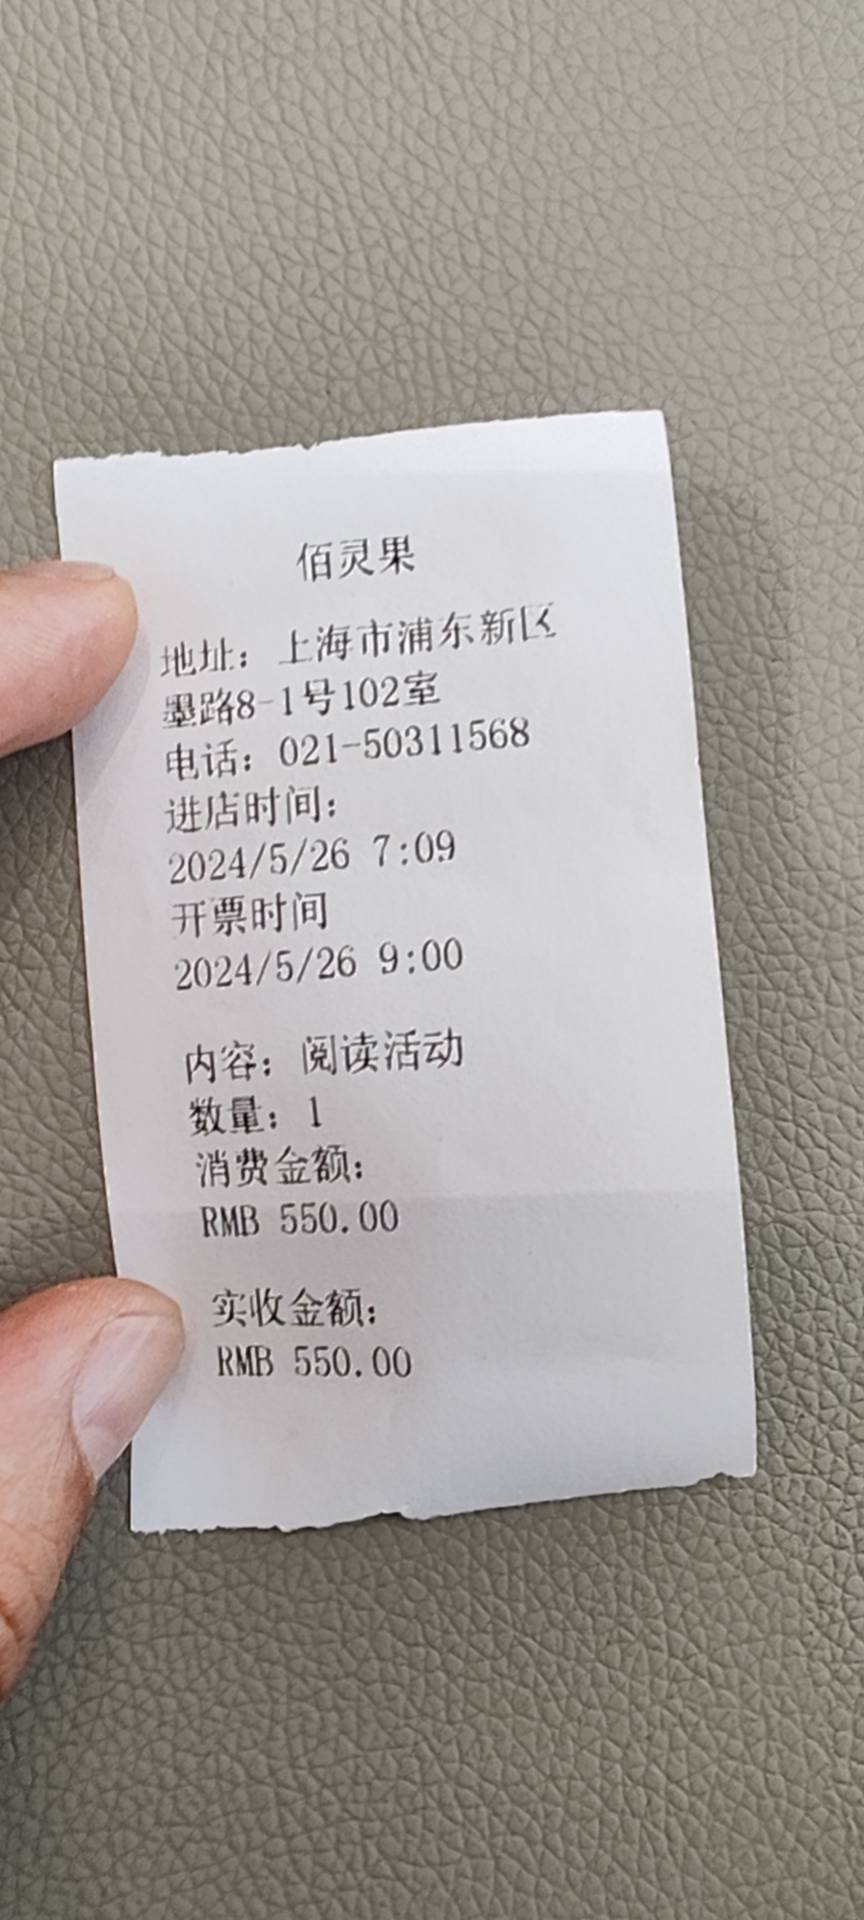 佰灵果
地址：上海市浦东新区
墨路8-1号102室
电话：021-50311568
进店时间：
2024/5/26 7:09
开票时间
2024/5/26 9:00
内容：阅读活动
数量：1
消费金额：
RMB 550.00
实收金额：
RMB 550.00